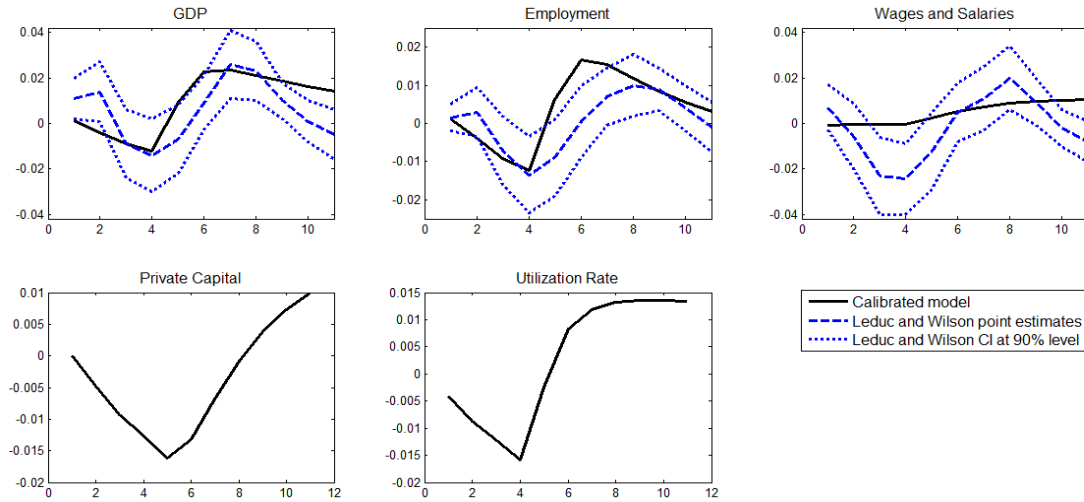 GDP
0.04
0.02
0
-0.02
-0.04
0 2 4 6 8 10
Employment
0.02
0.01
0
-0.01
-0.02
0 2 4 6 8 10
Wages and Salaries
0.04
0.02
0
-0.02
-0.04
0 2 4 6 8 10
Private Capital
0.01
0.005
0
-0.005
-0.01
-0.015
-0.02
0 2 4 6 8 10 12
Utilization Rate
0.015
0.01
0.005
0
-0.005
-0.01
-0.015
-0.02
0 2 4 6 8 10 12
Calibrated model
Leduc and Wilson point estimates
Leduc and Wilson CI at 90% level